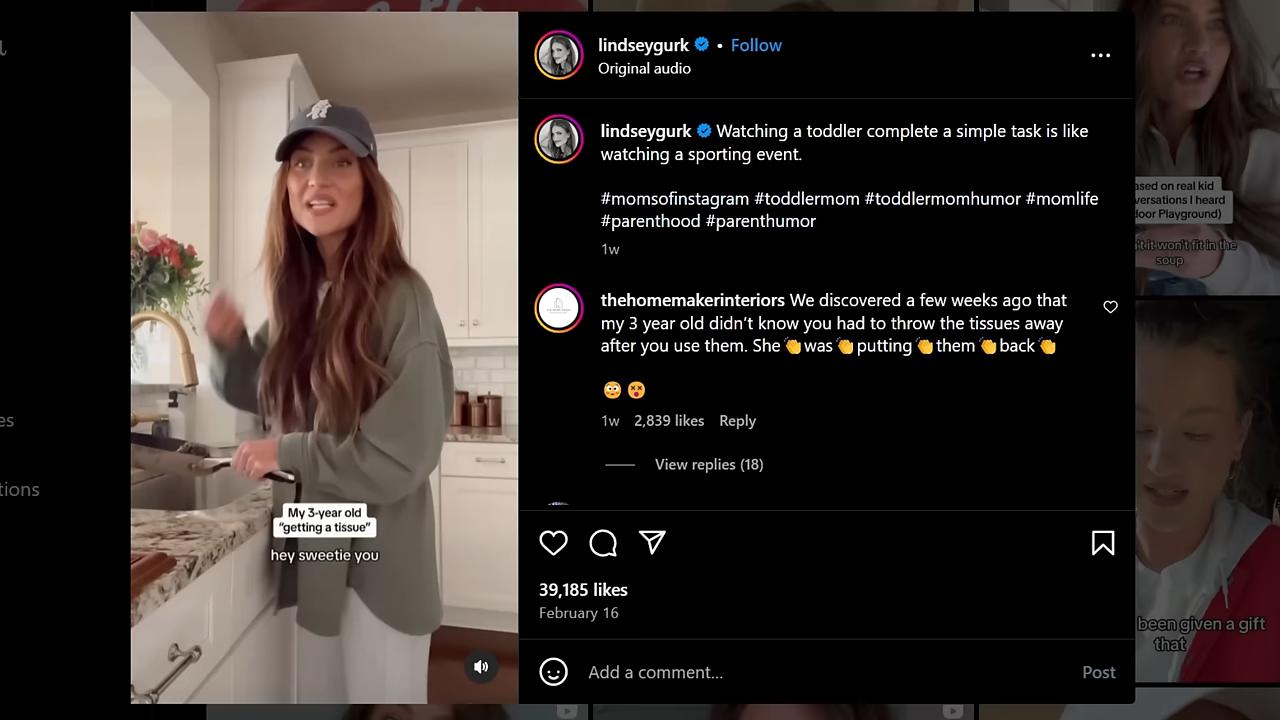 lindseygurk • Follow
Original audio
lindseygurk Watching a toddler complete a simple task is like
watching a sporting event.
#momsofinstagram #toddlermom #toddlermomhumor #momlife
#parenthood #parenthumor
1w
thehomemakerinteriors We discovered a few weeks ago that
my 3 year old didn’t know you had to throw the tissues away
after you use them. She 👏was👏putting👏them👏back👏
😳😵
1w 2,839 likes Reply
View replies (18)
39,185 likes
February 16
Add a comment... Post
My 3-year old
“getting a tissue”
hey sweetie you
es
tions
ased on real kid
versations I heard
door Playground)
't it won't fit in the
soup
been given a gift
that